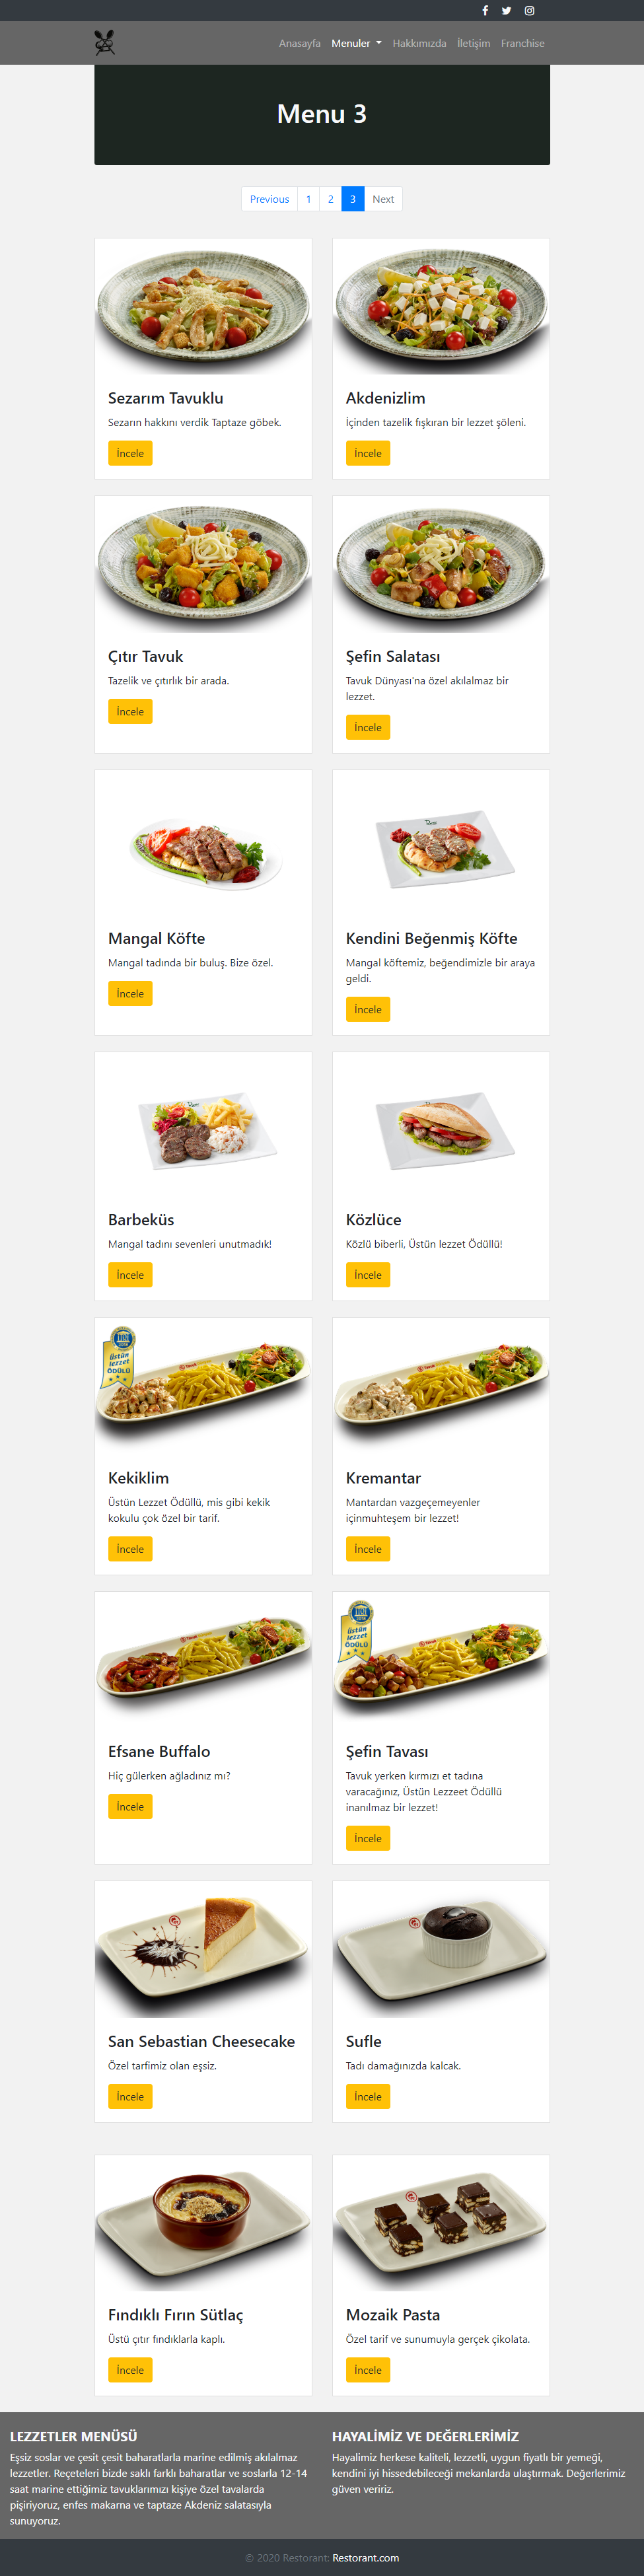 Anasayfa Menuler Hakkımızda İletişim Franchise
Menu 3
Previous 1 2 3 Next
Sezarım Tavuklu
Sezarın hakkını verdik Taptaze göbek.
İncele
Akdenizlim
İçinden tazelik fışkıran bir lezzet şöleni.
İncele
Çıtır Tavuk
Tazelik ve çıtırlık bir arada.
İncele
Şefin Salatası
Tavuk Dünyası'na özel akılalmaz bir
lezzet.
İncele
Mangal Köfte
Mangal tadında bir buluş. Bize özel.
İncele
Kendini Beğenmiş Köfte
Mangal köftemiz, beğendimizle bir araya
geldi.
İncele
Barbeküs
Mangal tadını sevenleri unutmadık!
İncele
Közlüce
Közlü biberli, Üstün lezzet Ödüllü!
İncele
Üstün
lezzet
ÖDÜLÜ
Kekiklim
Üstün Lezzet Ödüllü, mis gibi kekik
kokulu çok özel bir tarif.
İncele
Kremantar
Mantardan vazgeçemeyenler
içinmuhteşem bir lezzet!
İncele
Efsane Buffalo
Hiç gülerken ağladınız mı?
İncele
Üstün
lezzet
ÖDÜLÜ
Şefin Tavası
Tavuk yerken kırmızı et tadına
varacağınız, Üstün Lezzeet Ödüllü
inanılmaz bir lezzet!
İncele
San Sebastian Cheesecake
Özel tarfimiz olan eşsiz.
İncele
Sufle
Tadı damağınızda kalcak.
İncele
Fındıklı Fırın Sütlaç
Üstü çıtır fındıklarla kaplı.
İncele
Mozaik Pasta
Özel tarif ve sunumuyla gerçek çikolata.
İncele
LEZZETLER MENÜSÜ
Eşsiz soslar ve çesit çesit baharatlarla marine edilmiş akılalmaz
lezzetler. Reçeteleri bizde saklı farklı baharatlar ve soslarla 12-14
saat marine ettiğimiz tavuklarımızı kişiye özel tavalarda
pişiriyoruz, enfes makarna ve taptaze Akdeniz salatasıyla
sunuyoruz.
HAYALİMİZ VE DEĞERLERİMİZ
Hayalimiz herkese kaliteli, lezzetli, uygun fiyatlı bir yemeği,
kendini iyi hissedebileceği mekanlarda ulaştırmak. Değerlerimiz
güven veririz.
© 2020 Restorant: Restorant.com